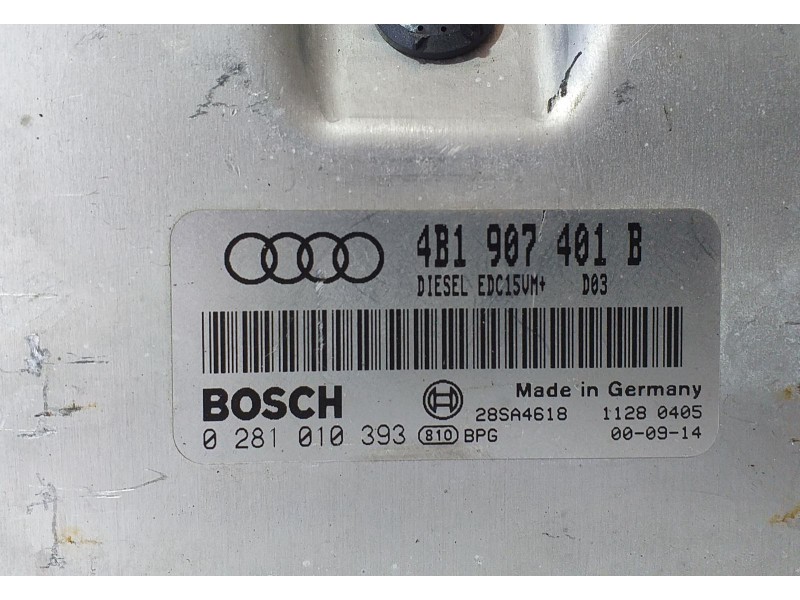 4B1 907 401 B
DIESEL EDC15VM+ D03
BOSCH
Made in Germany
28SA4618 1128 0405
0 281 010 393 810 BPG 00-09-14